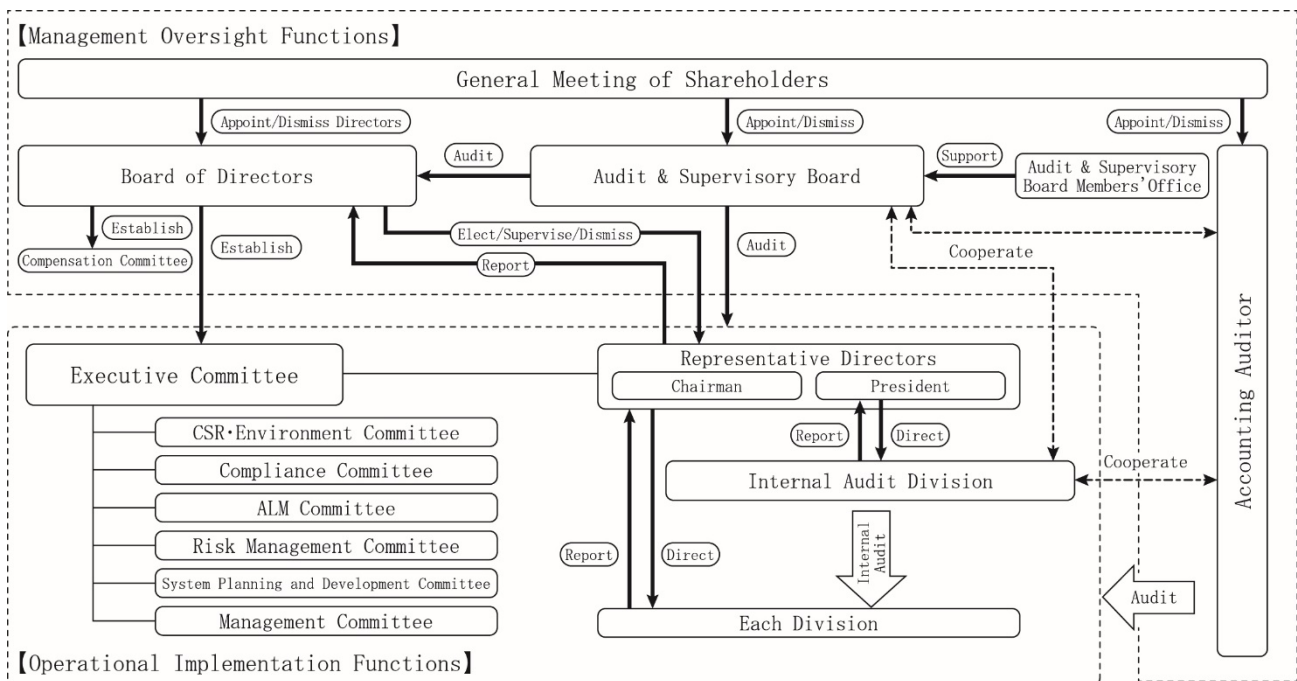 【Management Oversight Functions】
General Meeting of Shareholders
Appoint/Dismiss Directors
Appoint/Dismiss
Appoint/Dismiss
Board of Directors
Audit
Audit & Supervisory Board
Support
Audit & Supervisory
Board Members'Office
Establish
Compensation Committee
Establish
Elect/Supervise/Dismiss
Report
Audit
Cooperate
Accounting Auditor
Executive Committee
Representative Directors
Chairman
President
CSR・Environment Committee
Compliance Committee
ALM Committee
Risk Management Committee
System Planning and Development Committee
Management Committee
Report
Direct
Cooperate
Internal Audit Division
Report
Direct
Internal
Audit
Audit
Each Division
【Operational Implementation Functions】